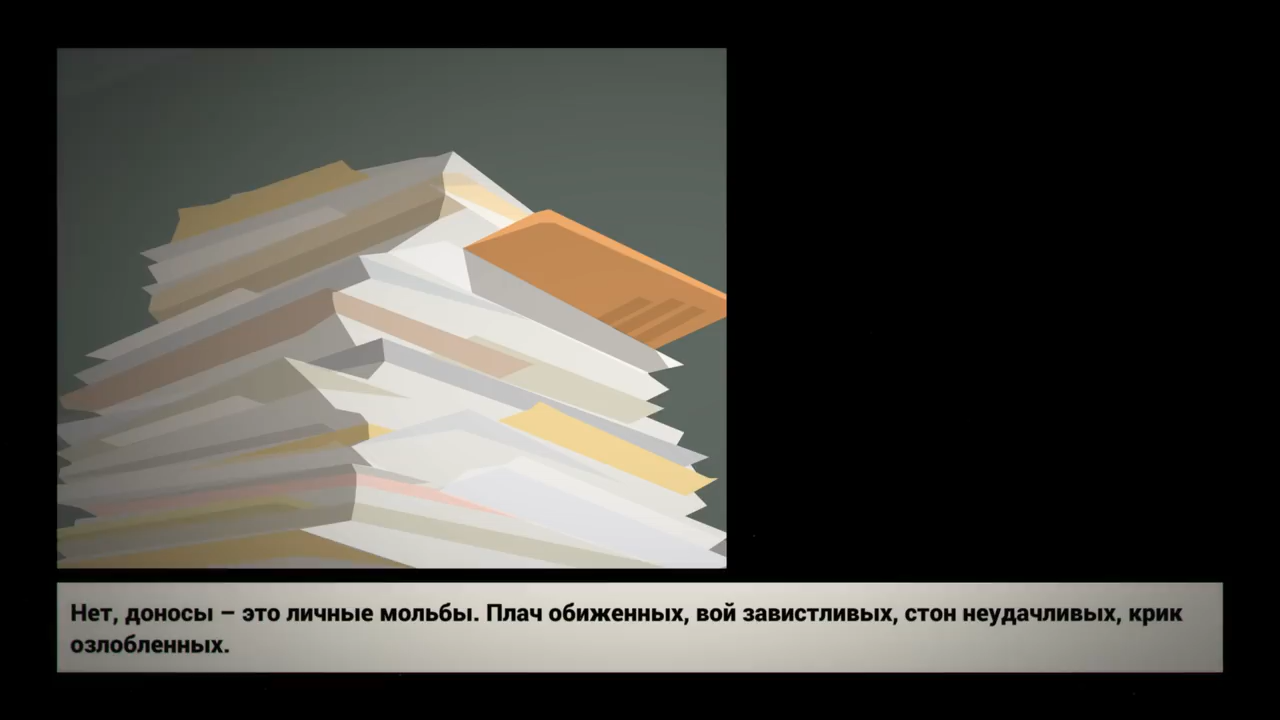 Нет, доносы – это личные мольбы. Плач обиженных, вой завистливых, стон неудачливых, крик
озлобленных.